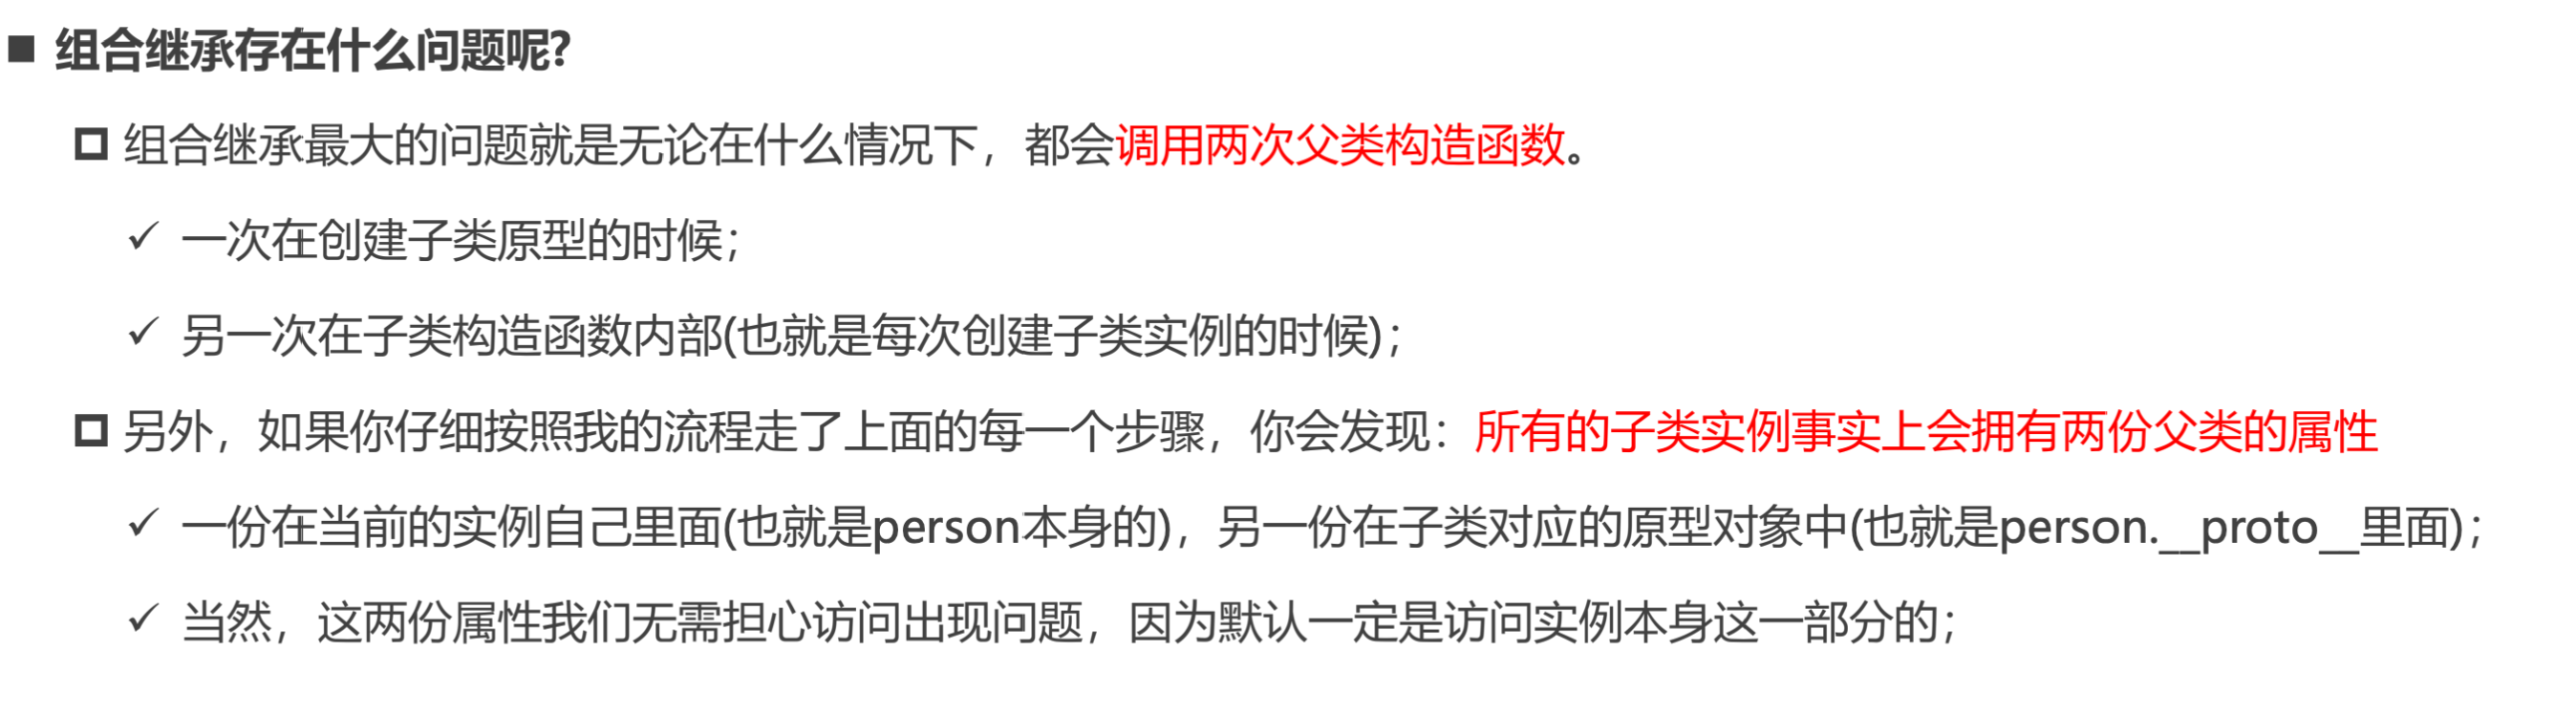 组合继承存在什么问题呢?
组合继承最大的问题就是无论在什么情况下，都会调用两次父类构造函数。
一次在创建子类原型的时候；
另一次在子类构造函数内部(也就是每次创建子类实例的时候)；
另外，如果你仔细按照我的流程走了上面的每一个步骤，你会发现：所有的子类实例事实上会拥有两份父类的属性
一份在当前的实例自己里面(也就是person本身的)，另一份在子类对应的原型对象中(也就是person.__proto__里面)；
当然，这两份属性我们无需担心访问出现问题，因为默认一定是访问实例本身这一部分的；